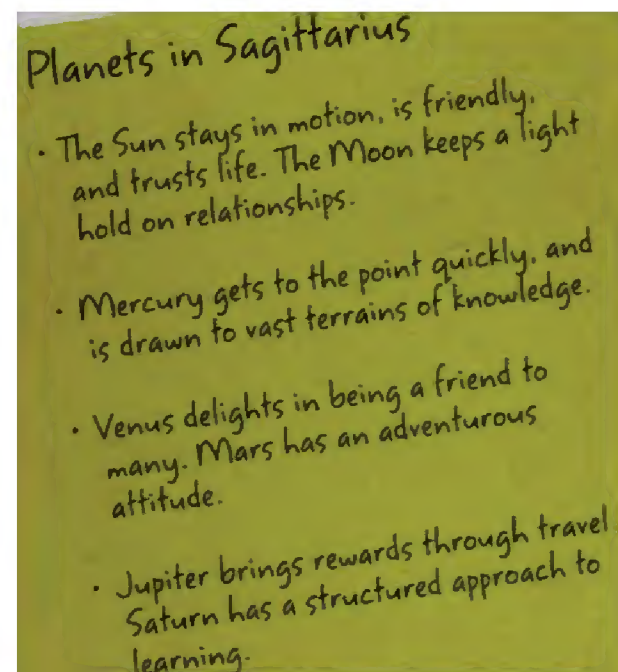 Planets in Sagittarius
· The Sun stays in motion, is friendly,
and trusts life. The Moon keeps a light
hold on relationships.
· Mercury gets to the point quickly, and
is drawn to vast terrains of knowledge.
· Venus delights in being a friend to
many. Mars has an adventurous
attitude.
· Jupiter brings rewards through travel
Saturn has a structured approach to
learning.